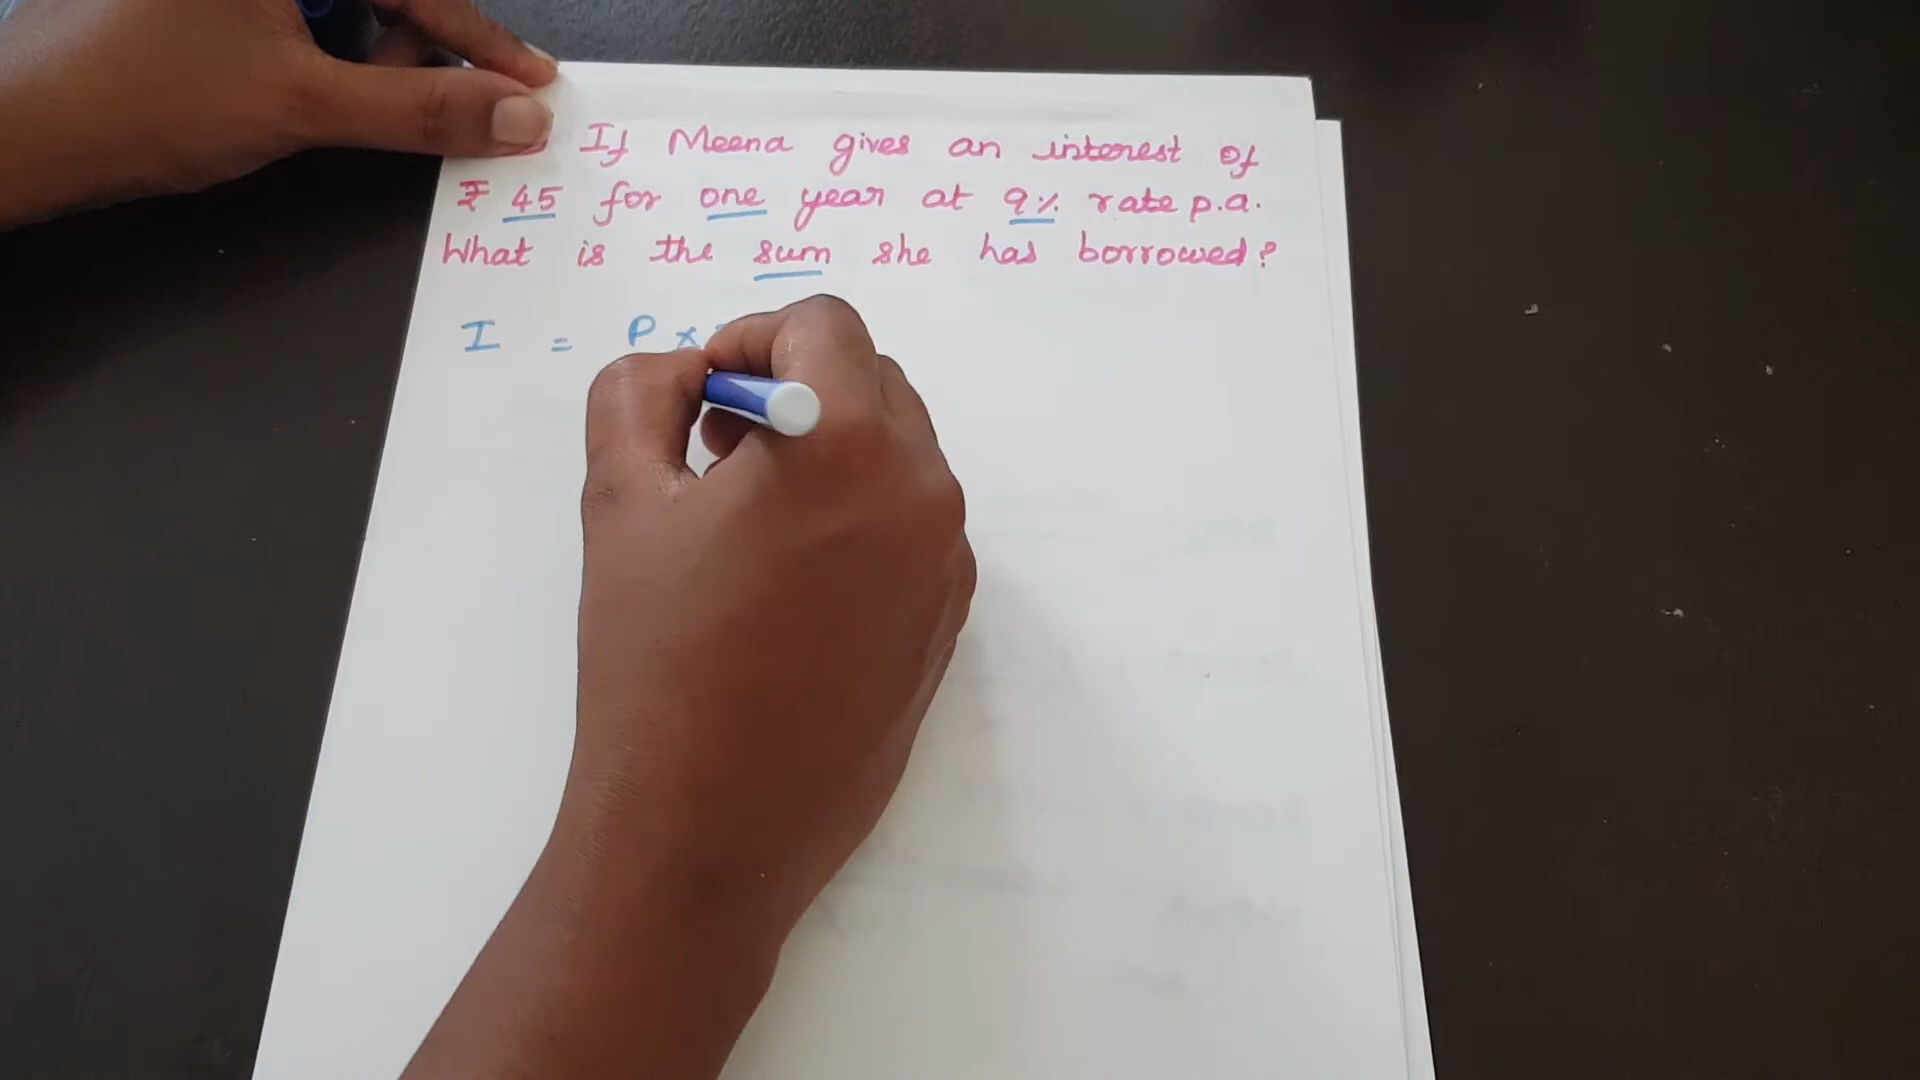 If Meena gives an interest of
₹ 45 for one year at 9% rate p.a.
What is the sum she has borrowed?
I = P ×